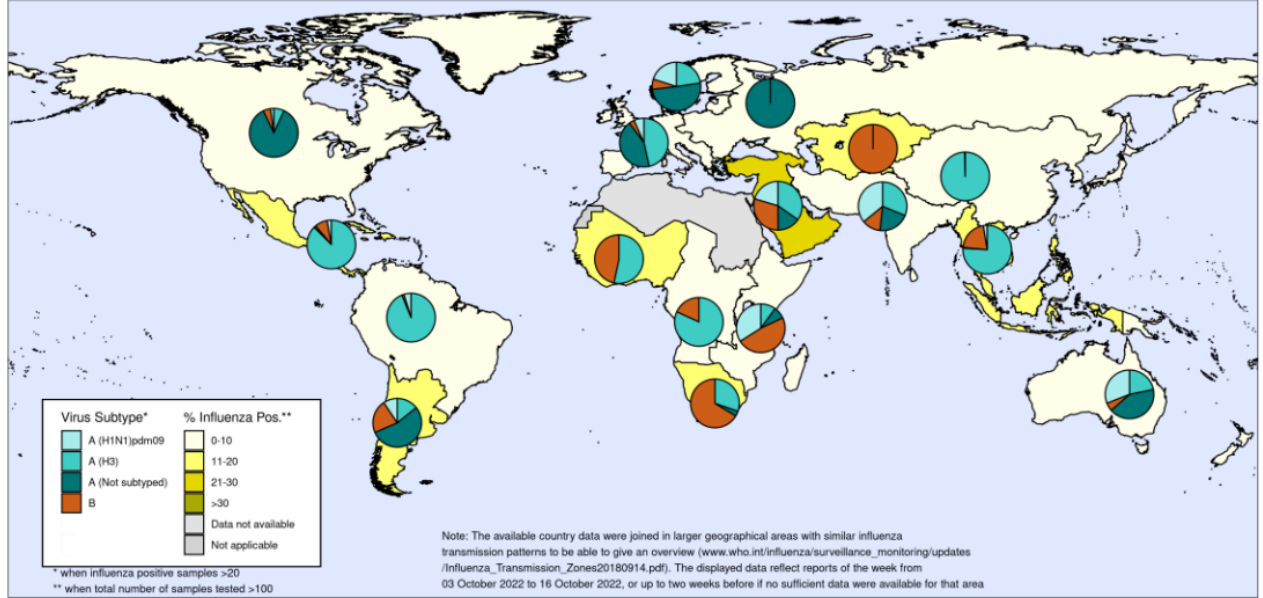 Virus Subtype*
A (H1N1)pdm09
A (H3)
A (Not subtyped)
B
% Influenza Pos.**
0-10
11-20
21-30
>30
Data not available
Not applicable
* when influenza positive samples >20
** when total number of samples tested >100
Note: The available country data were joined in larger geographical areas with similar influenza
transmission patterns to be able to give an overview (www.who.int/influenza/surveillance_monitoring/updates
/Influenza_Transmission_Zones20180914.pdf). The displayed data reflect reports of the week from
03 October 2022 to 16 October 2022, or up to two weeks before if no sufficient data were available for that area